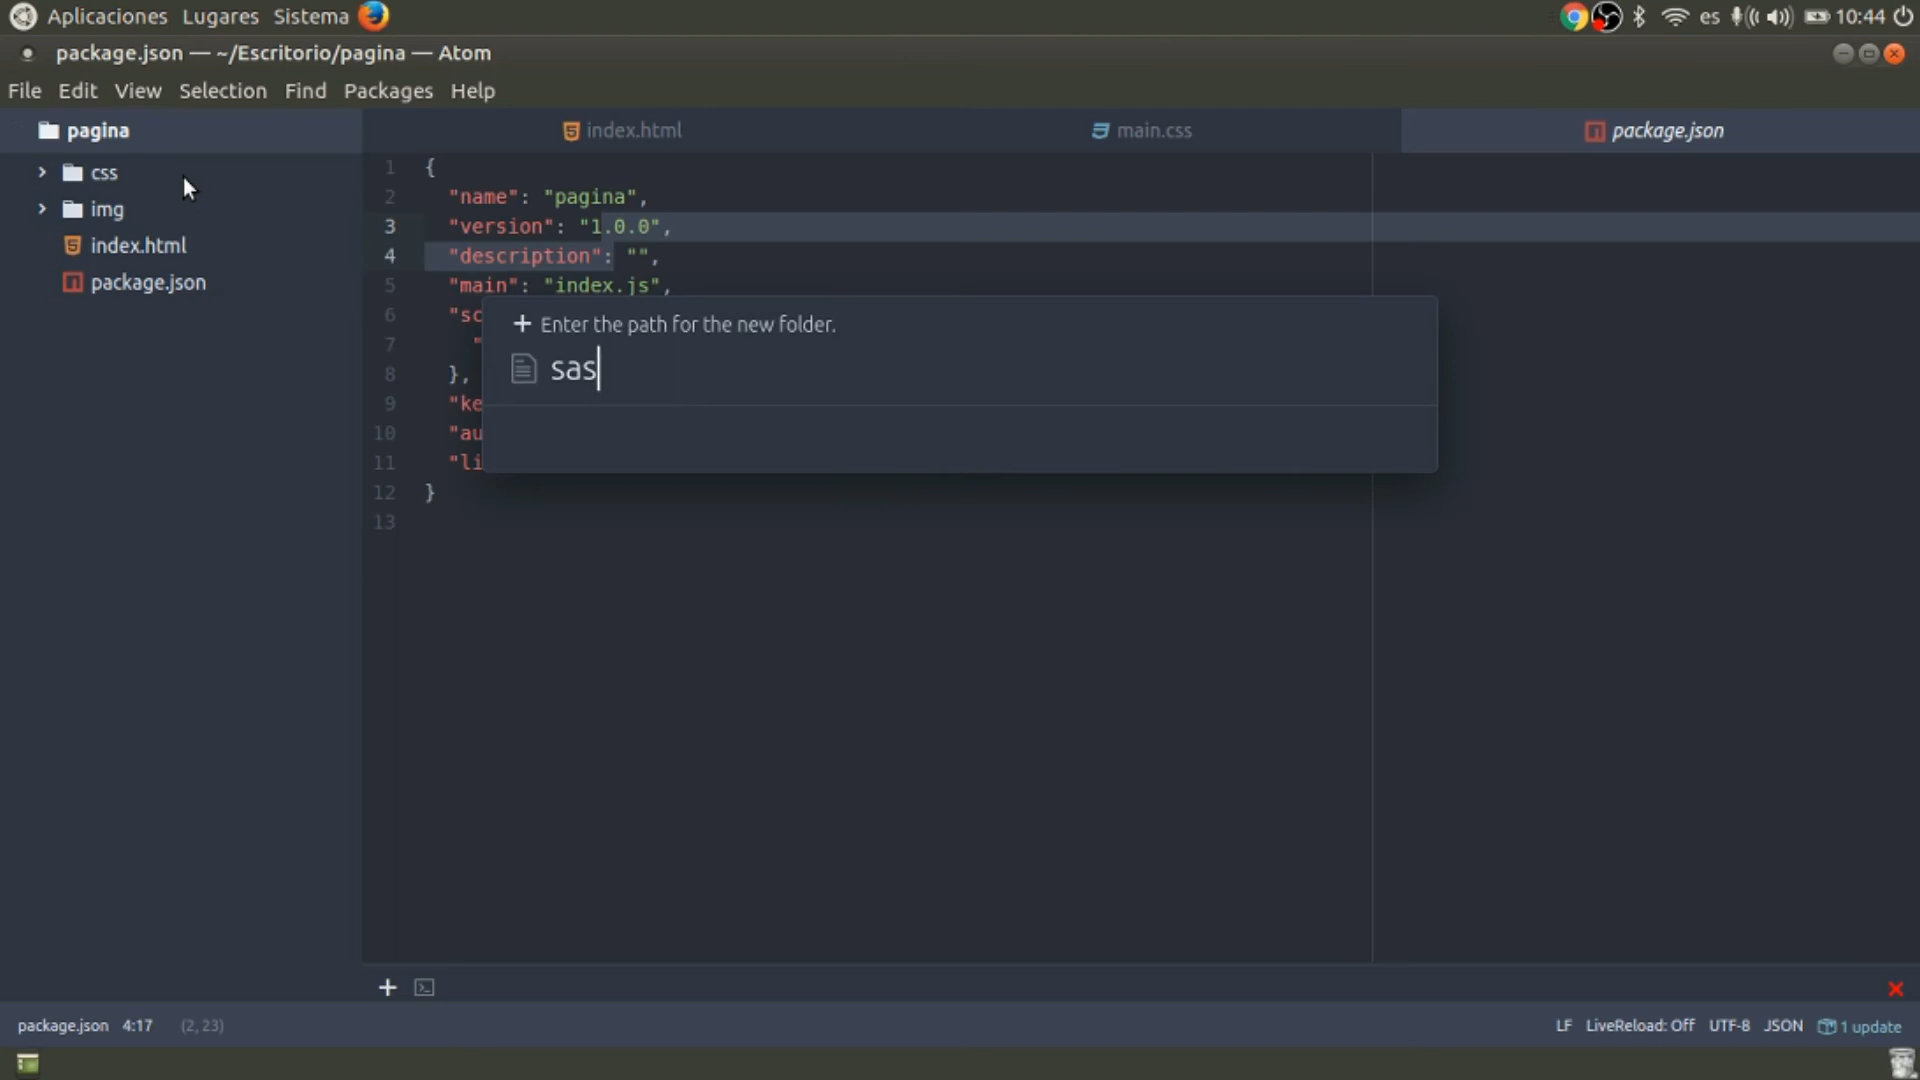 Aplicaciones Lugares Sistema es 10:44
package.json — ~/Escritorio/pagina — Atom
File Edit View Selection Find Packages Help
pagina
css
img
index.html
package.json
index.html main.css package.json
1 {
2 "name": "pagina",
3 "version": "1.0.0",
4 "description": "",
5 "main": "index.js",
6 "sc
7 "
8 },
9 "ke
10 "au
11 "li
12 }
13
Enter the path for the new folder.
sas
package.json 4:17 (2, 23) LF LiveReload: Off UTF-8 JSON 1 update